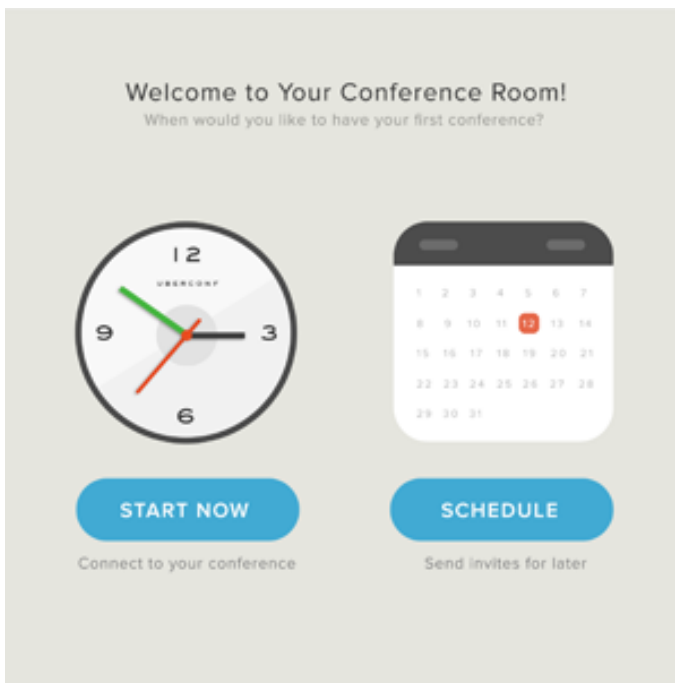 Welcome to Your Conference Room!
When would you like to have your first conference?
12
UBERCONF
9
3
6
1 2 3 4 5 6 7
8 9 10 11 12 13 14
15 16 17 18 19 20 21
22 23 24 25 26 27 28
29 30 31
START NOW
SCHEDULE
Connect to your conference
Send invites for later